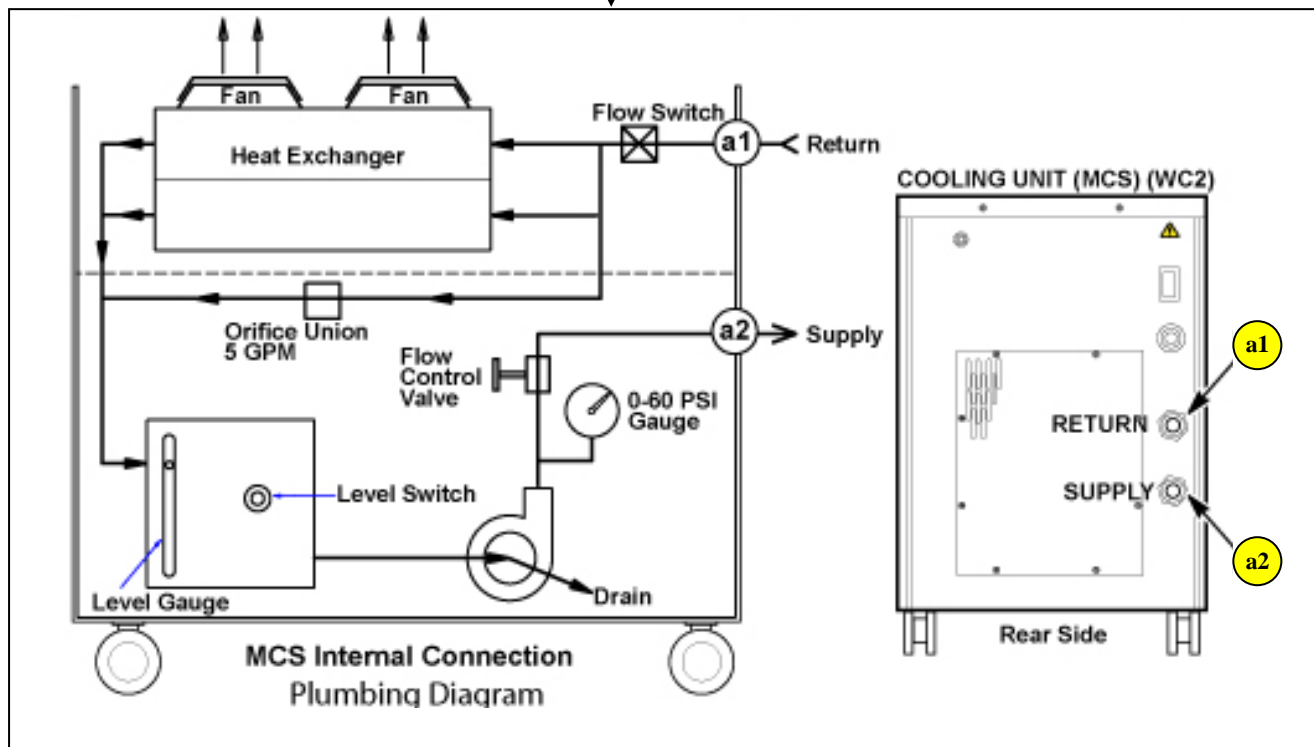 Fan
Fan
Flow Switch
Heat Exchanger
a1
Return
Orifice Union
5 GPM
a2
Supply
Flow
Control
Valve
0-60 PSI
Gauge
Level Switch
Level Gauge
Drain
MCS Internal Connection
Plumbing Diagram
COOLING UNIT (MCS) (WC2)
a1
RETURN
SUPPLY
a2
Rear Side